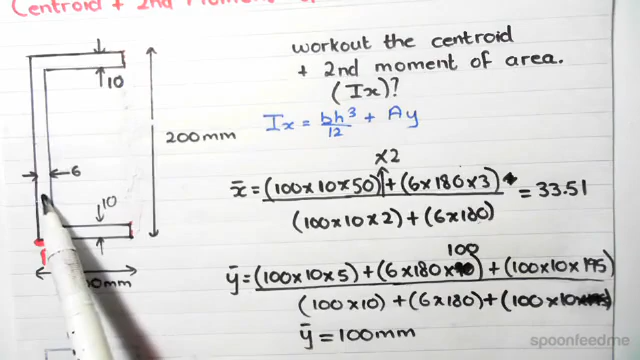 Centroid + 2nd Moment
workout the centroid
+ 2nd moment of area.
(Ix)?
Ix = bh³/12 + Ay
10
200mm
6
10
x2
x̄ = (100x10x50) + (6x180x3) = 33.51
(100x10x2) + (6x180)
100
ȳ = (100x10x5) + (6x180x ) + (100x10x195)
(100x10) + (6x180) + (100x10
ȳ = 100mm
spoonfeedme